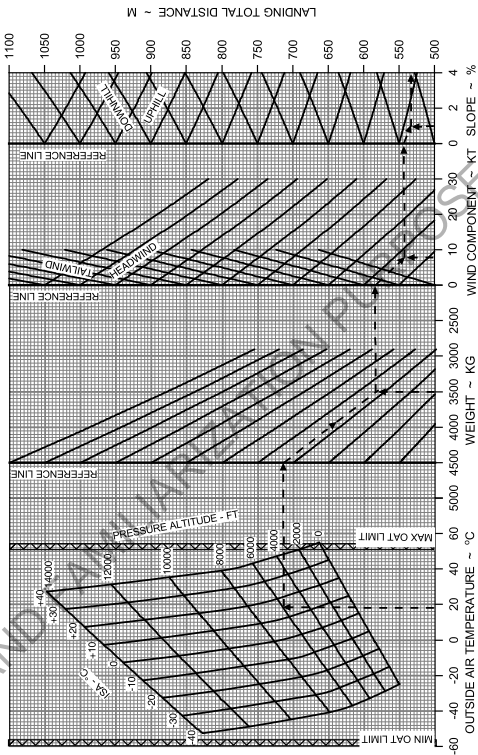 LANDING TOTAL DISTANCE ~ M
1100
1050
1000
950
900
850
800
750
700
650
600
550
500
DOWNHILL
UPHILL
REFERENCE LINE
4
2
0
SLOPE ~ %
TAILWIND
HEADWIND
REFERENCE LINE
30
20
10
0
WIND COMPONENT ~ KT
REFERENCE LINE
2500
3000
3500
4000
4500
5000
WEIGHT ~ KG
PRESSURE ALTITUDE - FT
14000
12000
10000
8000
6000
4000
2000
0
ISA °C
+40
+30
+20
+10
0
-10
-20
-30
-40
MAX OAT LIMIT
MIN OAT LIMIT
60
40
20
0
-20
-40
-60
OUTSIDE AIR TEMPERATURE ~ °C
AND FAMILIARIZATION PURPOSE